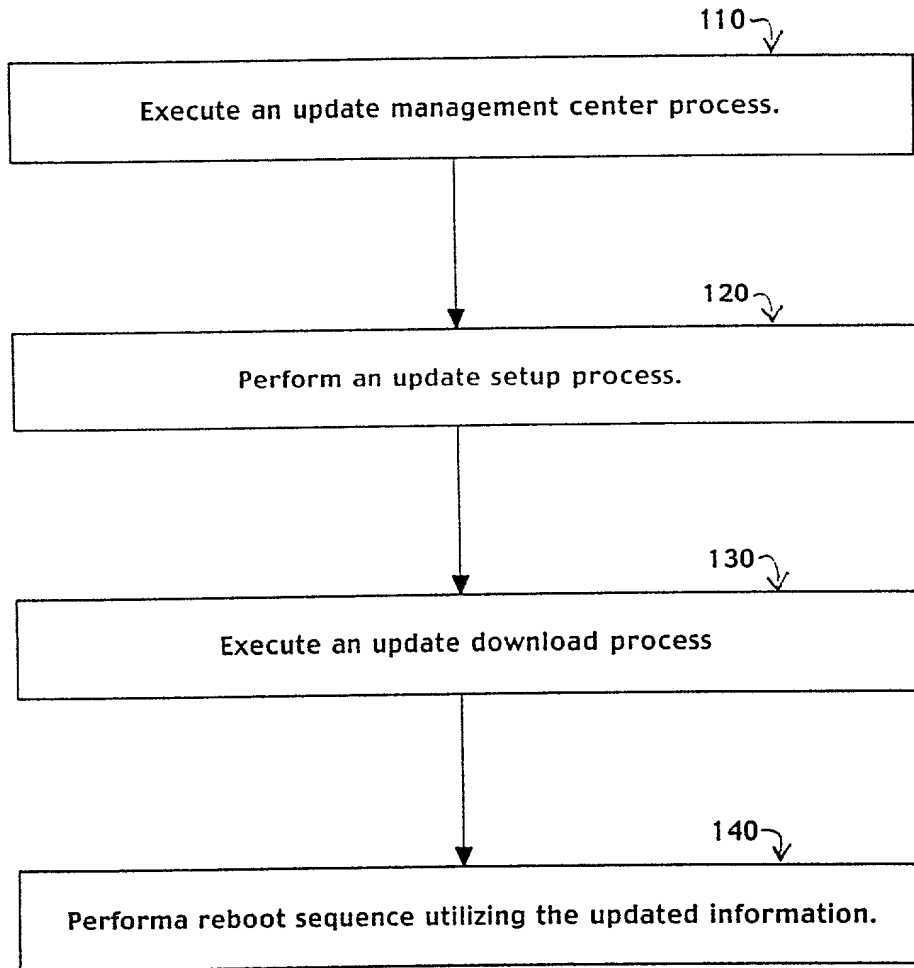 110
Execute an update management center process.
120
Perform an update setup process.
130
Execute an update download process
140
Performa reboot sequence utilizing the updated information.